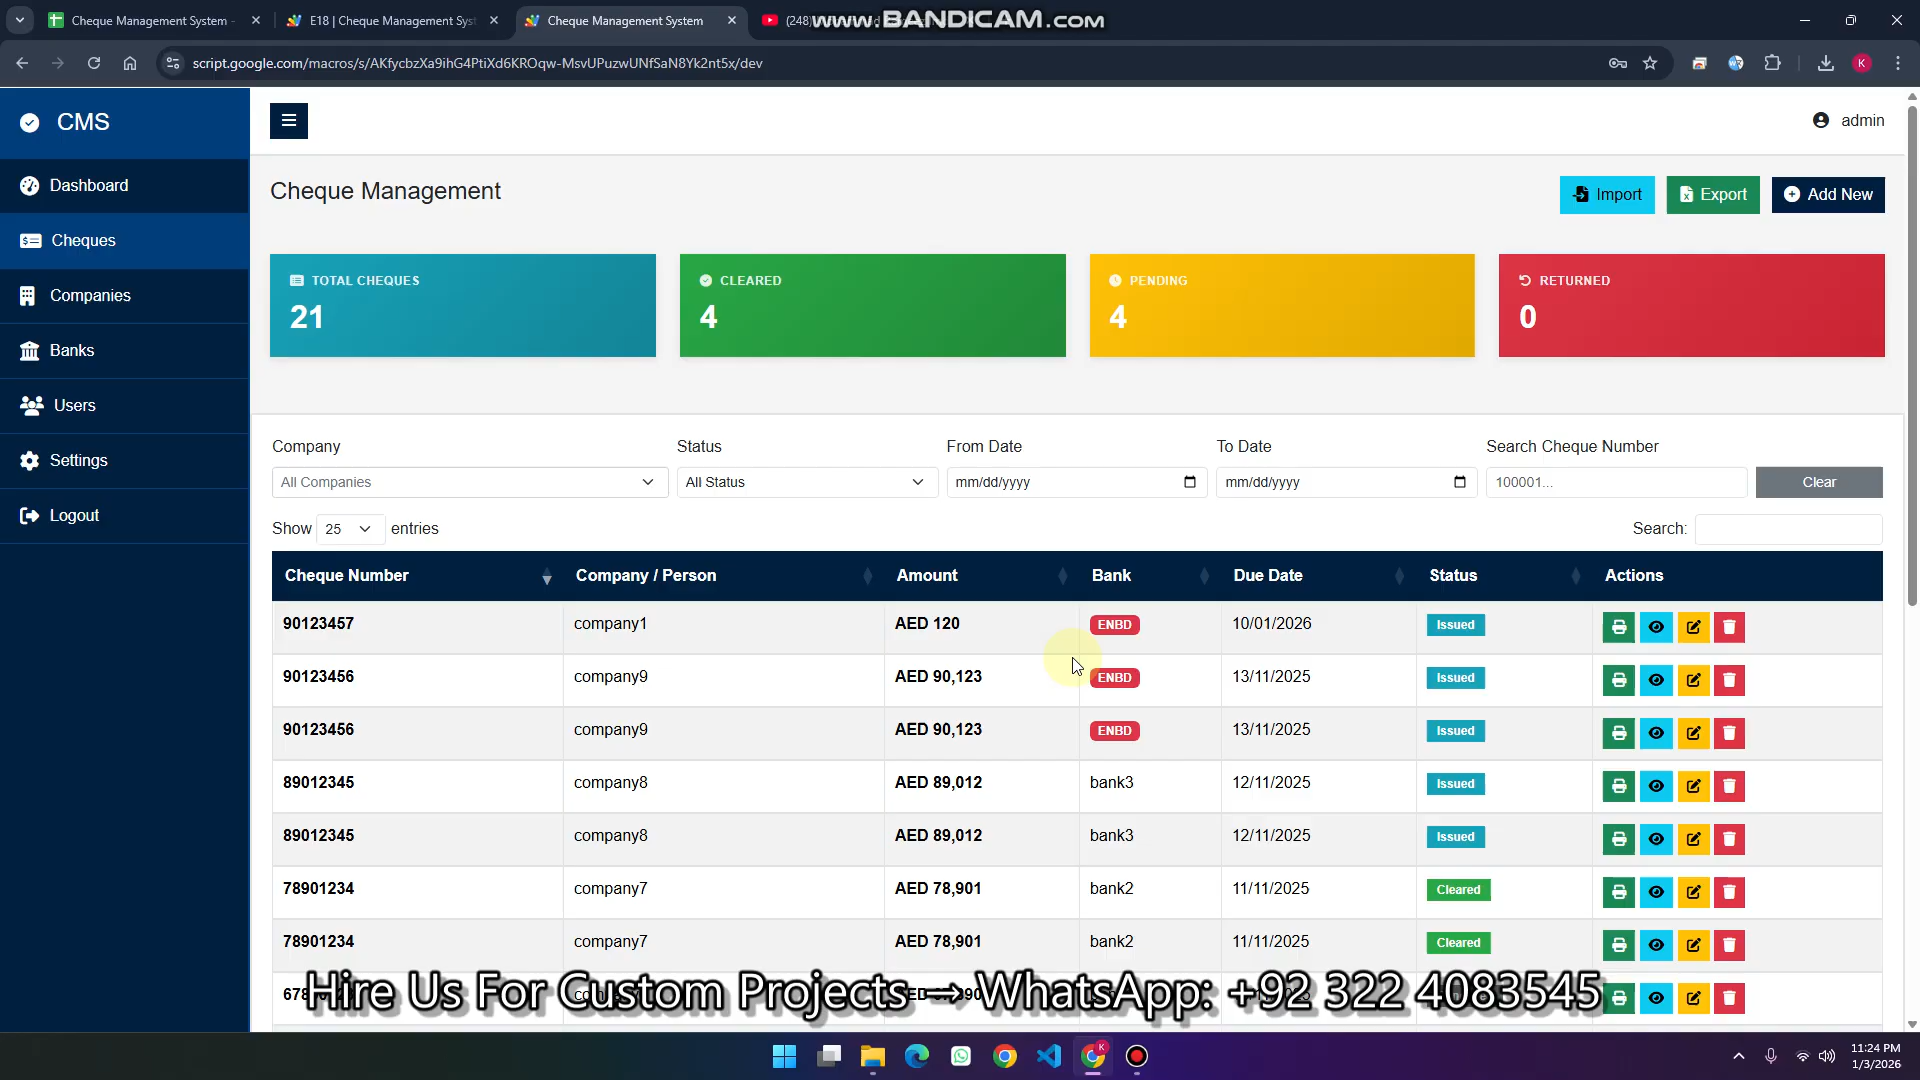 Cheque Management System -
E18 | Cheque Management Sys
Cheque Management System
(248)
www.BANDICAM.com
script.google.com/macros/s/AKfycbzXa9ihG4PtiXd6KROqw-MsvUPuzwUNfSaN8Yk2nt5x/dev
K
CMS
admin
Dashboard
Cheques
Companies
Banks
Users
Settings
Logout
Cheque Management
Import
Export
Add New
TOTAL CHEQUES
21
CLEARED
4
PENDING
4
RETURNED
0
Company
Status
From Date
To Date
Search Cheque Number
All Companies
All Status
mm/dd/yyyy
mm/dd/yyyy
100001...
Clear
Show 25 entries
Search:
Cheque Number Company / Person Amount Bank Due Date Status Actions
90123457 company1 AED 120 ENBD 10/01/2026 Issued
90123456 company9 AED 90,123 ENBD 13/11/2025 Issued
90123456 company9 AED 90,123 ENBD 13/11/2025 Issued
89012345 company8 AED 89,012 bank3 12/11/2025 Issued
89012345 company8 AED 89,012 bank3 12/11/2025 Issued
78901234 company7 AED 78,901 bank2 11/11/2025 Cleared
78901234 company7 AED 78,901 bank2 11/11/2025 Cleared
Hire Us For Custom Projects → WhatsApp: +92 322 4083545
11:24 PM
1/3/2026